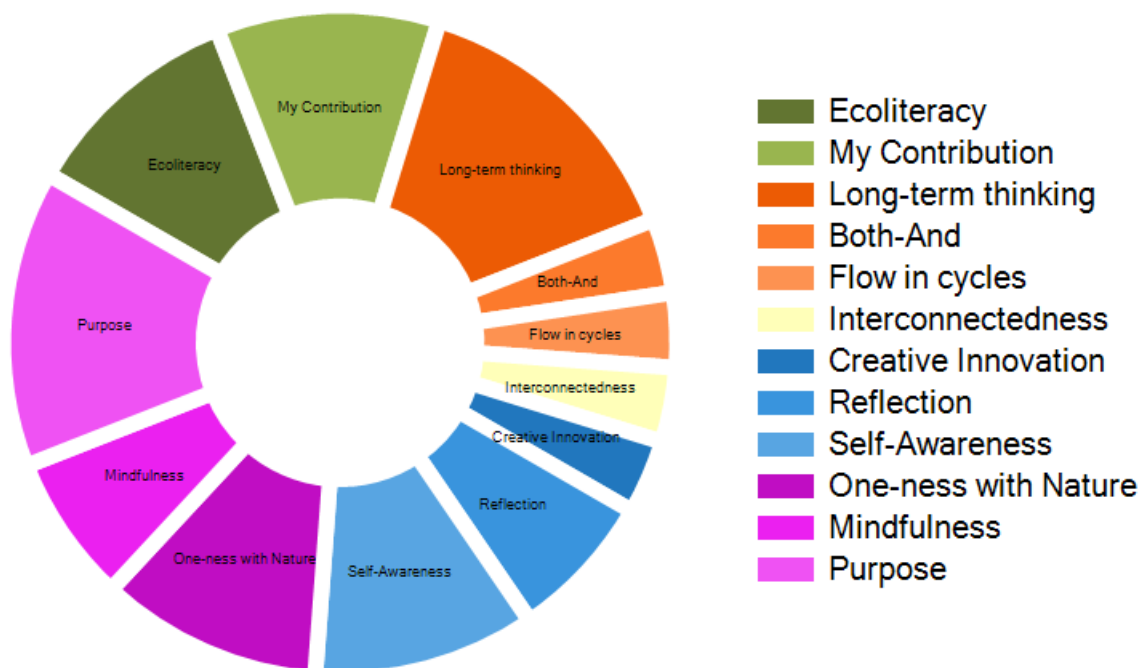 My Contribution
Ecoliteracy
Long-term thinking
Both-And
Purpose
Flow in cycles
Interconnectedness
Creative Innovation
Mindfulness
Reflection
One-ness with Nature
Self-Awareness
Ecoliteracy
My Contribution
Long-term thinking
Both-And
Flow in cycles
Interconnectedness
Creative Innovation
Reflection
Self-Awareness
One-ness with Nature
Mindfulness
Purpose